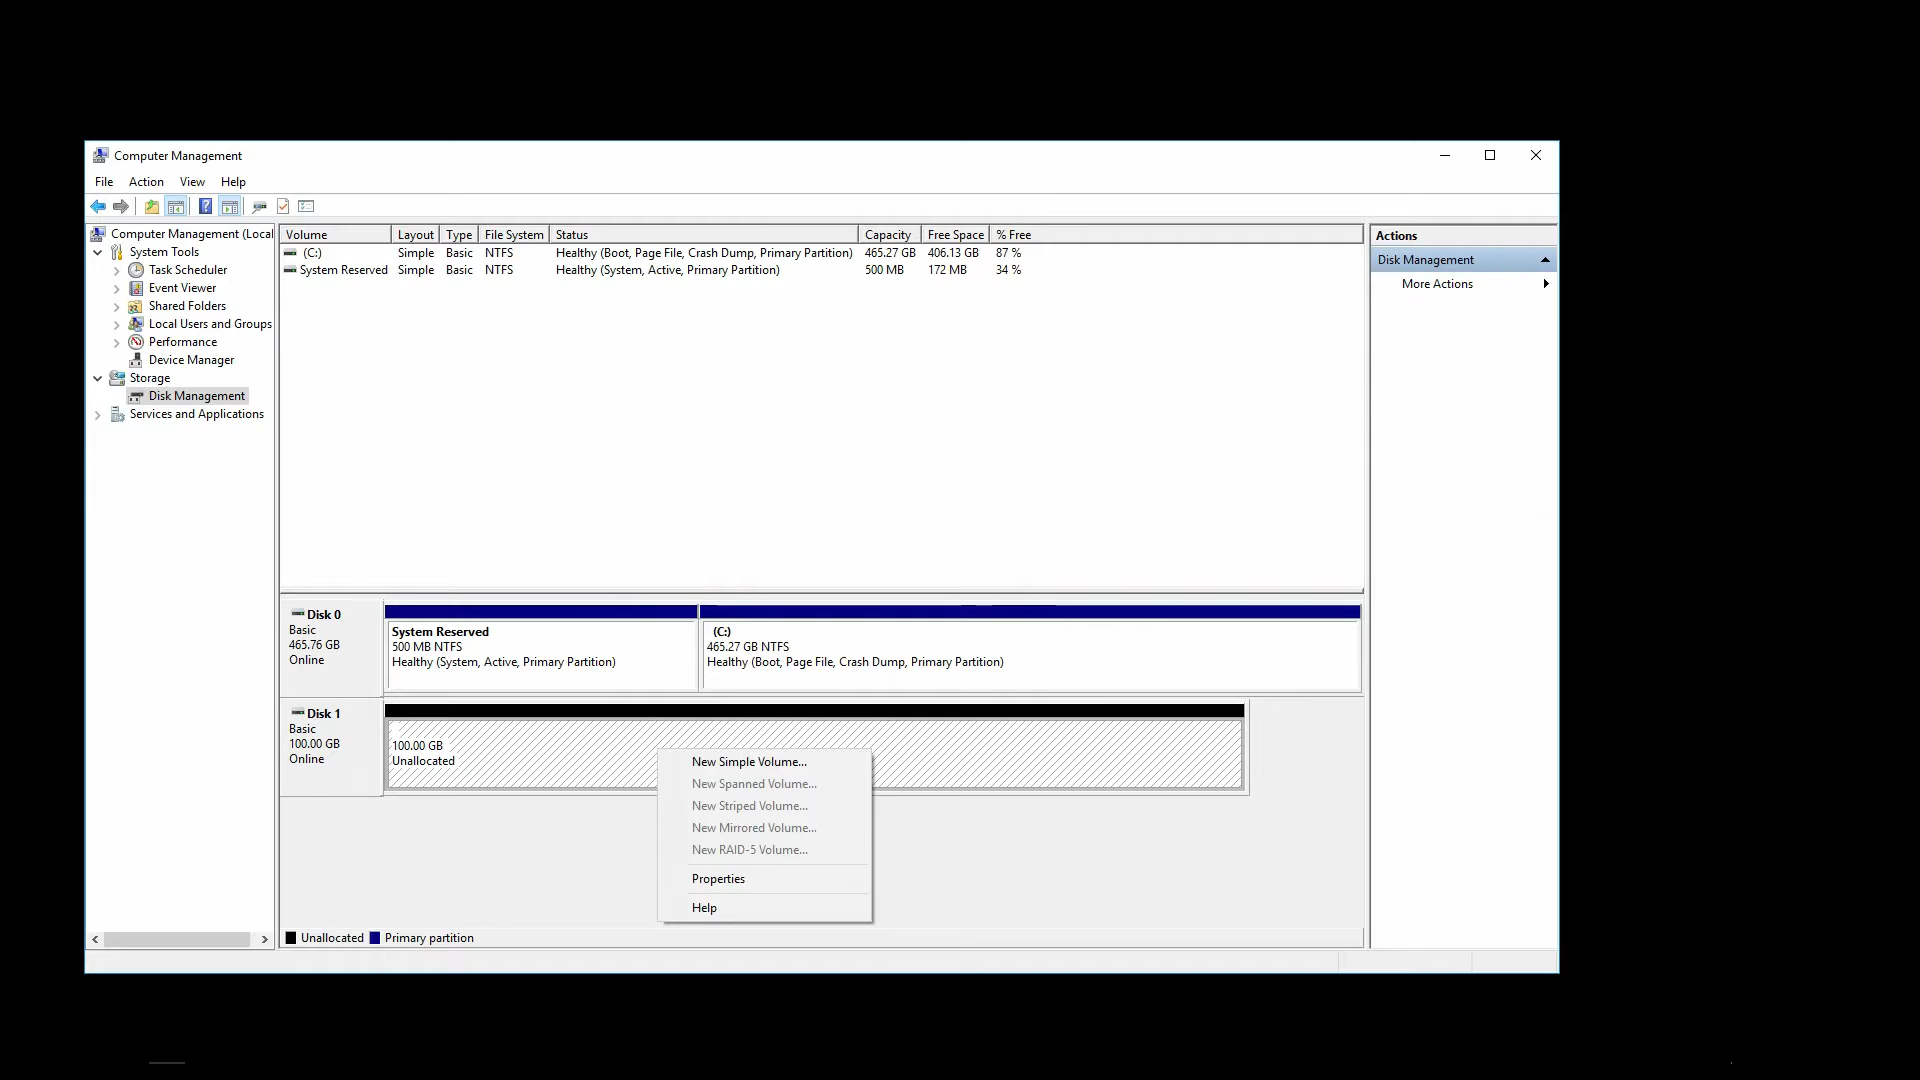 Computer Management
File Action View Help
Computer Management (Local
System Tools
Task Scheduler
Event Viewer
Shared Folders
Local Users and Groups
Performance
Device Manager
Storage
Disk Management
Services and Applications
Volume Layout Type File System Status Capacity Free Space % Free
(C:) Simple Basic NTFS Healthy (Boot, Page File, Crash Dump, Primary Partition) 465.27 GB 406.13 GB 87 %
System Reserved Simple Basic NTFS Healthy (System, Active, Primary Partition) 500 MB 172 MB 34 %
Disk 0
Basic
465.76 GB
Online
System Reserved
500 MB NTFS
Healthy (System, Active, Primary Partition)
(C:)
465.27 GB NTFS
Healthy (Boot, Page File, Crash Dump, Primary Partition)
Disk 1
Basic
100.00 GB
Online
100.00 GB
Unallocated
New Simple Volume...
New Spanned Volume...
New Striped Volume...
New Mirrored Volume...
New RAID-5 Volume...
Properties
Help
Unallocated Primary partition
Actions
Disk Management
More Actions